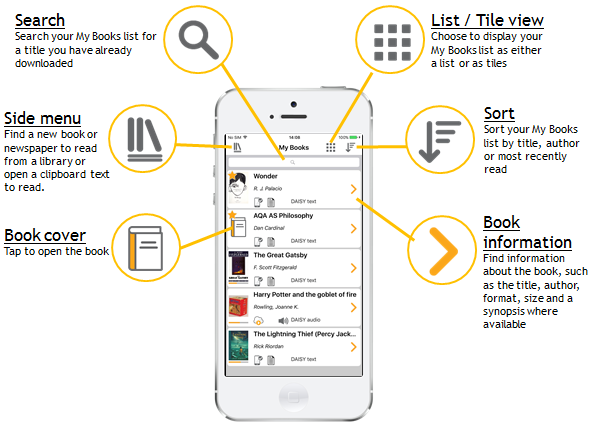 Search
Search your My Books list for
a title you have already
downloaded
List / Tile view
Choose to display your
My Books list as either
a list or as tiles
Side menu
Find a new book or
newspaper to read
from a library or
open a clipboard text
to read.
Sort
Sort your My Books
list by title, author
or most recently
read
Book cover
Tap to open the book
Book
information
Find information
about the book, such
as the title, author,
format, size and a
synopsis where
available
No SIM 14:08 100%
My Books
Wonder
R. J. Palacio
DAISY text
AQA AS Philosophy
Dan Cardinal
DAISY text
The Great Gatsby
F. Scott Fitzgerald
DAISY text
Harry Potter and the goblet of fire
Rowling, Joanne K.
DAISY audio
The Lightning Thief (Percy Jack...
Rick Riordan
DAISY text